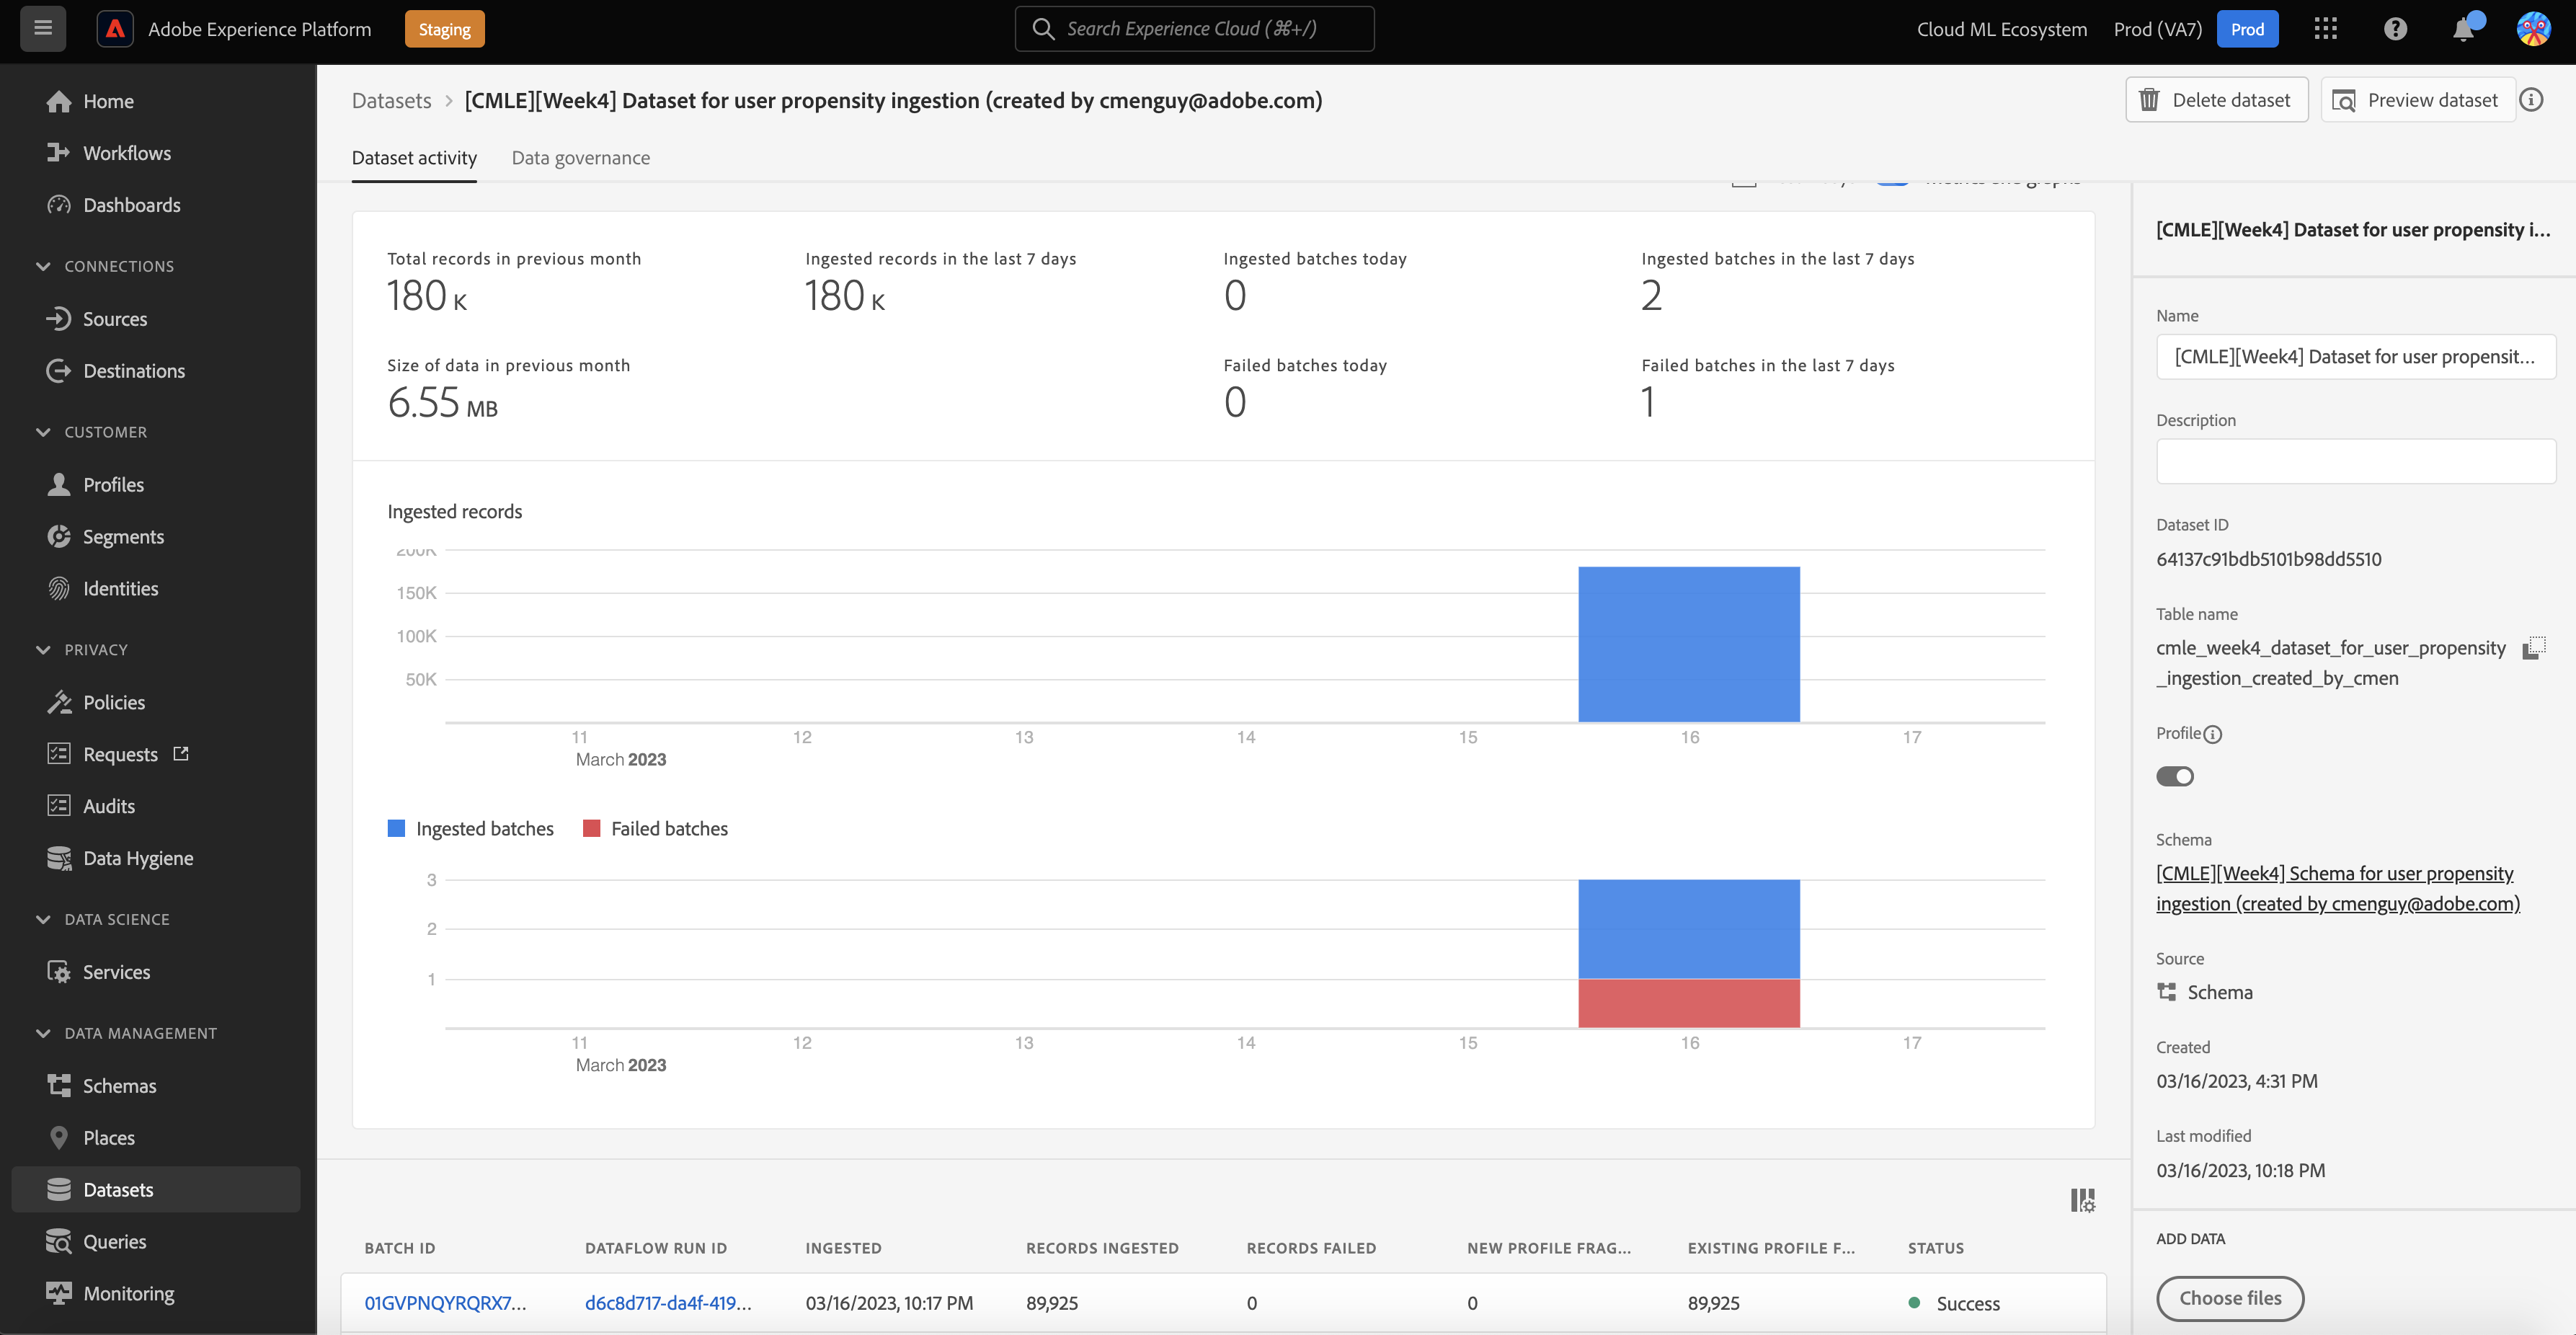 Adobe Experience Platform
Staging
Search Experience Cloud (⌘+/)
Cloud ML Ecosystem
Prod (VA7)
Prod
Home
Workflows
Dashboards
CONNECTIONS
Sources
Destinations
CUSTOMER
Profiles
Segments
Identities
PRIVACY
Policies
Requests
Audits
Data Hygiene
DATA SCIENCE
Services
DATA MANAGEMENT
Schemas
Places
Datasets
Queries
Monitoring
Datasets > [CMLE][Week4] Dataset for user propensity ingestion (created by cmenguy@adobe.com)
Delete dataset
Preview dataset
Dataset activity
Data governance
Total records in previous month
180 K
Ingested records in the last 7 days
180 K
Ingested batches today
0
Ingested batches in the last 7 days
2
Size of data in previous month
6.55 MB
Failed batches today
0
Failed batches in the last 7 days
1
Ingested records
200K
150K
100K
50K
11 12 13 14 15 16 17
March 2023
Ingested batches Failed batches
3
2
1
11 12 13 14 15 16 17
March 2023
BATCH ID DATAFLOW RUN ID INGESTED RECORDS INGESTED RECORDS FAILED NEW PROFILE FRAG... EXISTING PROFILE F... STATUS
01GVPNQYRQRX7... d6c8d717-da4f-419... 03/16/2023, 10:17 PM 89,925 0 0 89,925 Success
[CMLE][Week4] Dataset for user propensity i...
Name
[CMLE][Week4] Dataset for user propensit...
Description
Dataset ID
64137c91bdb5101b98dd5510
Table name
cmle_week4_dataset_for_user_propensity
_ingestion_created_by_cmen
Profile
Schema
[CMLE][Week4] Schema for user propensity
ingestion (created by cmenguy@adobe.com)
Source
Schema
Created
03/16/2023, 4:31 PM
Last modified
03/16/2023, 10:18 PM
ADD DATA
Choose files